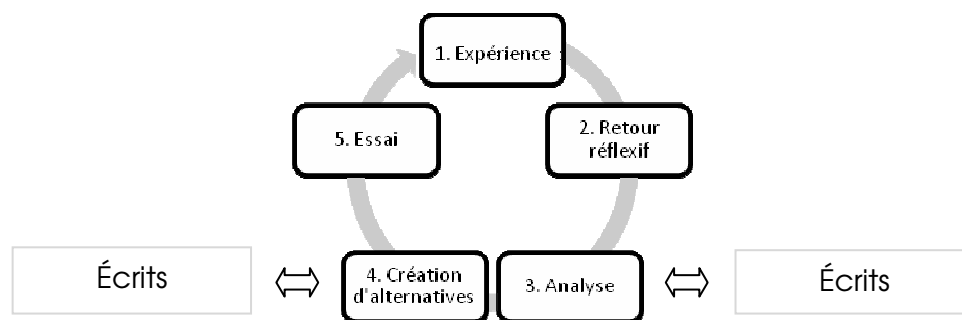 1. Expérience
5. Essai
2. Retour
réflexif
Écrits
4. Création
d'alternatives
3. Analyse
Écrits